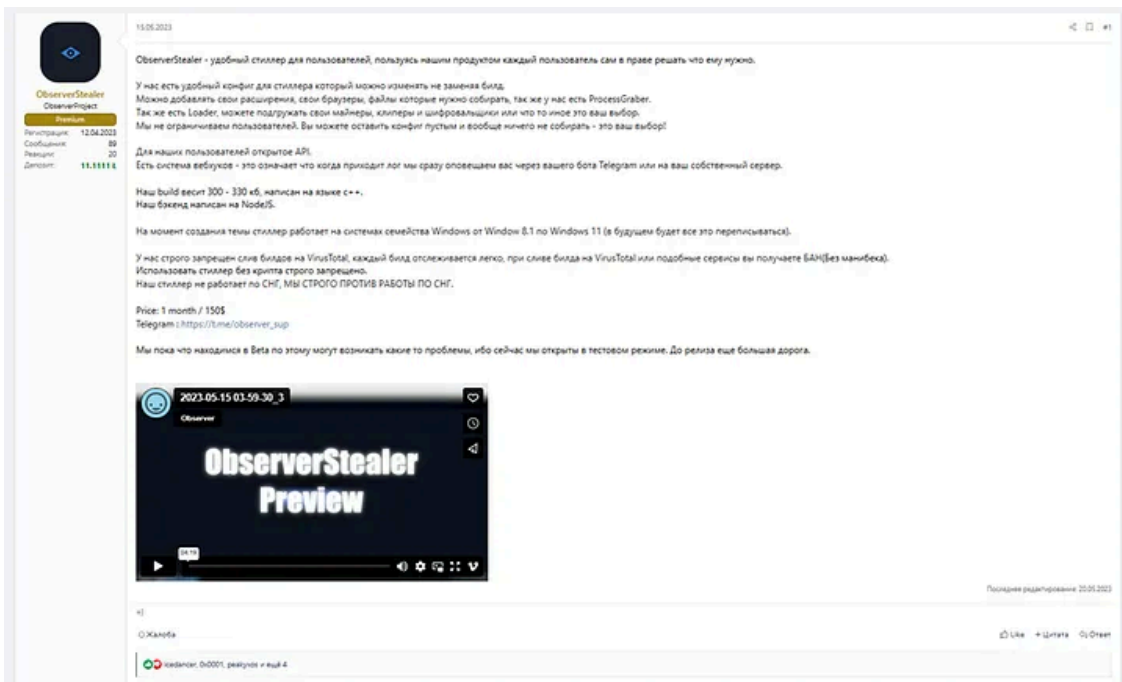 15.05.2023
#1
ObserverStealer
ObserverProject
Premium
Регистрация: 12.04.2023
Сообщения: 89
Реакции: 20
Депозит: 11.1111 Ł
ObserverStealer - удобный стиллер для пользователей, пользуясь нашим продуктом каждый пользователь сам в праве решать что ему нужно.
У нас есть удобный конфиг для стиллера который можно изменять не заменяя билд.
Можно добавлять свои расширения, свои браузеры, файлы которые нужно собирать, так же у нас есть ProcessGraber.
Так же есть Loader, можете подгружать свои майнеры, клиперы и шифровальщики или что то иное это ваш выбор.
Мы не ограничиваем пользователей. Вы можете оставить конфиг пустым и вообще ничего не собирать - это ваш выбор!
Для наших пользователей открытое API.
Есть система вебхуков - это означает что когда приходит лог мы сразу оповещаем вас через вашего бота Telegram или на ваш собственный сервер.
Наш build весит 300 - 330 кб, написан на языке c++.
Наш бэкенд написан на NodeJS.
На момент создания темы стиллер работает на системах семейства Windows от Window 8.1 по Windows 11 (в будущем будет все это переписываться).
У нас строго запрещен слив билдов на VirusTotal, каждый билд отслеживается легко, при сливе билда на VirusTotal или подобные сервисы вы получаете БАН(Без манибека).
Использовать стиллер без крипта строго запрещено.
Наш стиллер не работает по СНГ, МЫ СТРОГО ПРОТИВ РАБОТЫ ПО СНГ.
Price: 1 month / 150$
Telegram : https://t.me/observer_sup
Мы пока что находимся в Beta по этому могут возникать какие то проблемы, ибо сейчас мы открыты в тестовом режиме. До релиза еще большая дорога.
2023-05-15 03-59-30_3
Observer
ObserverStealer
Preview
04:19
Последнее редактирование: 20.05.2023
Жалоба
Like + Цитата Ответ
icedancer, 0x0001, peakyvos и ещё 4